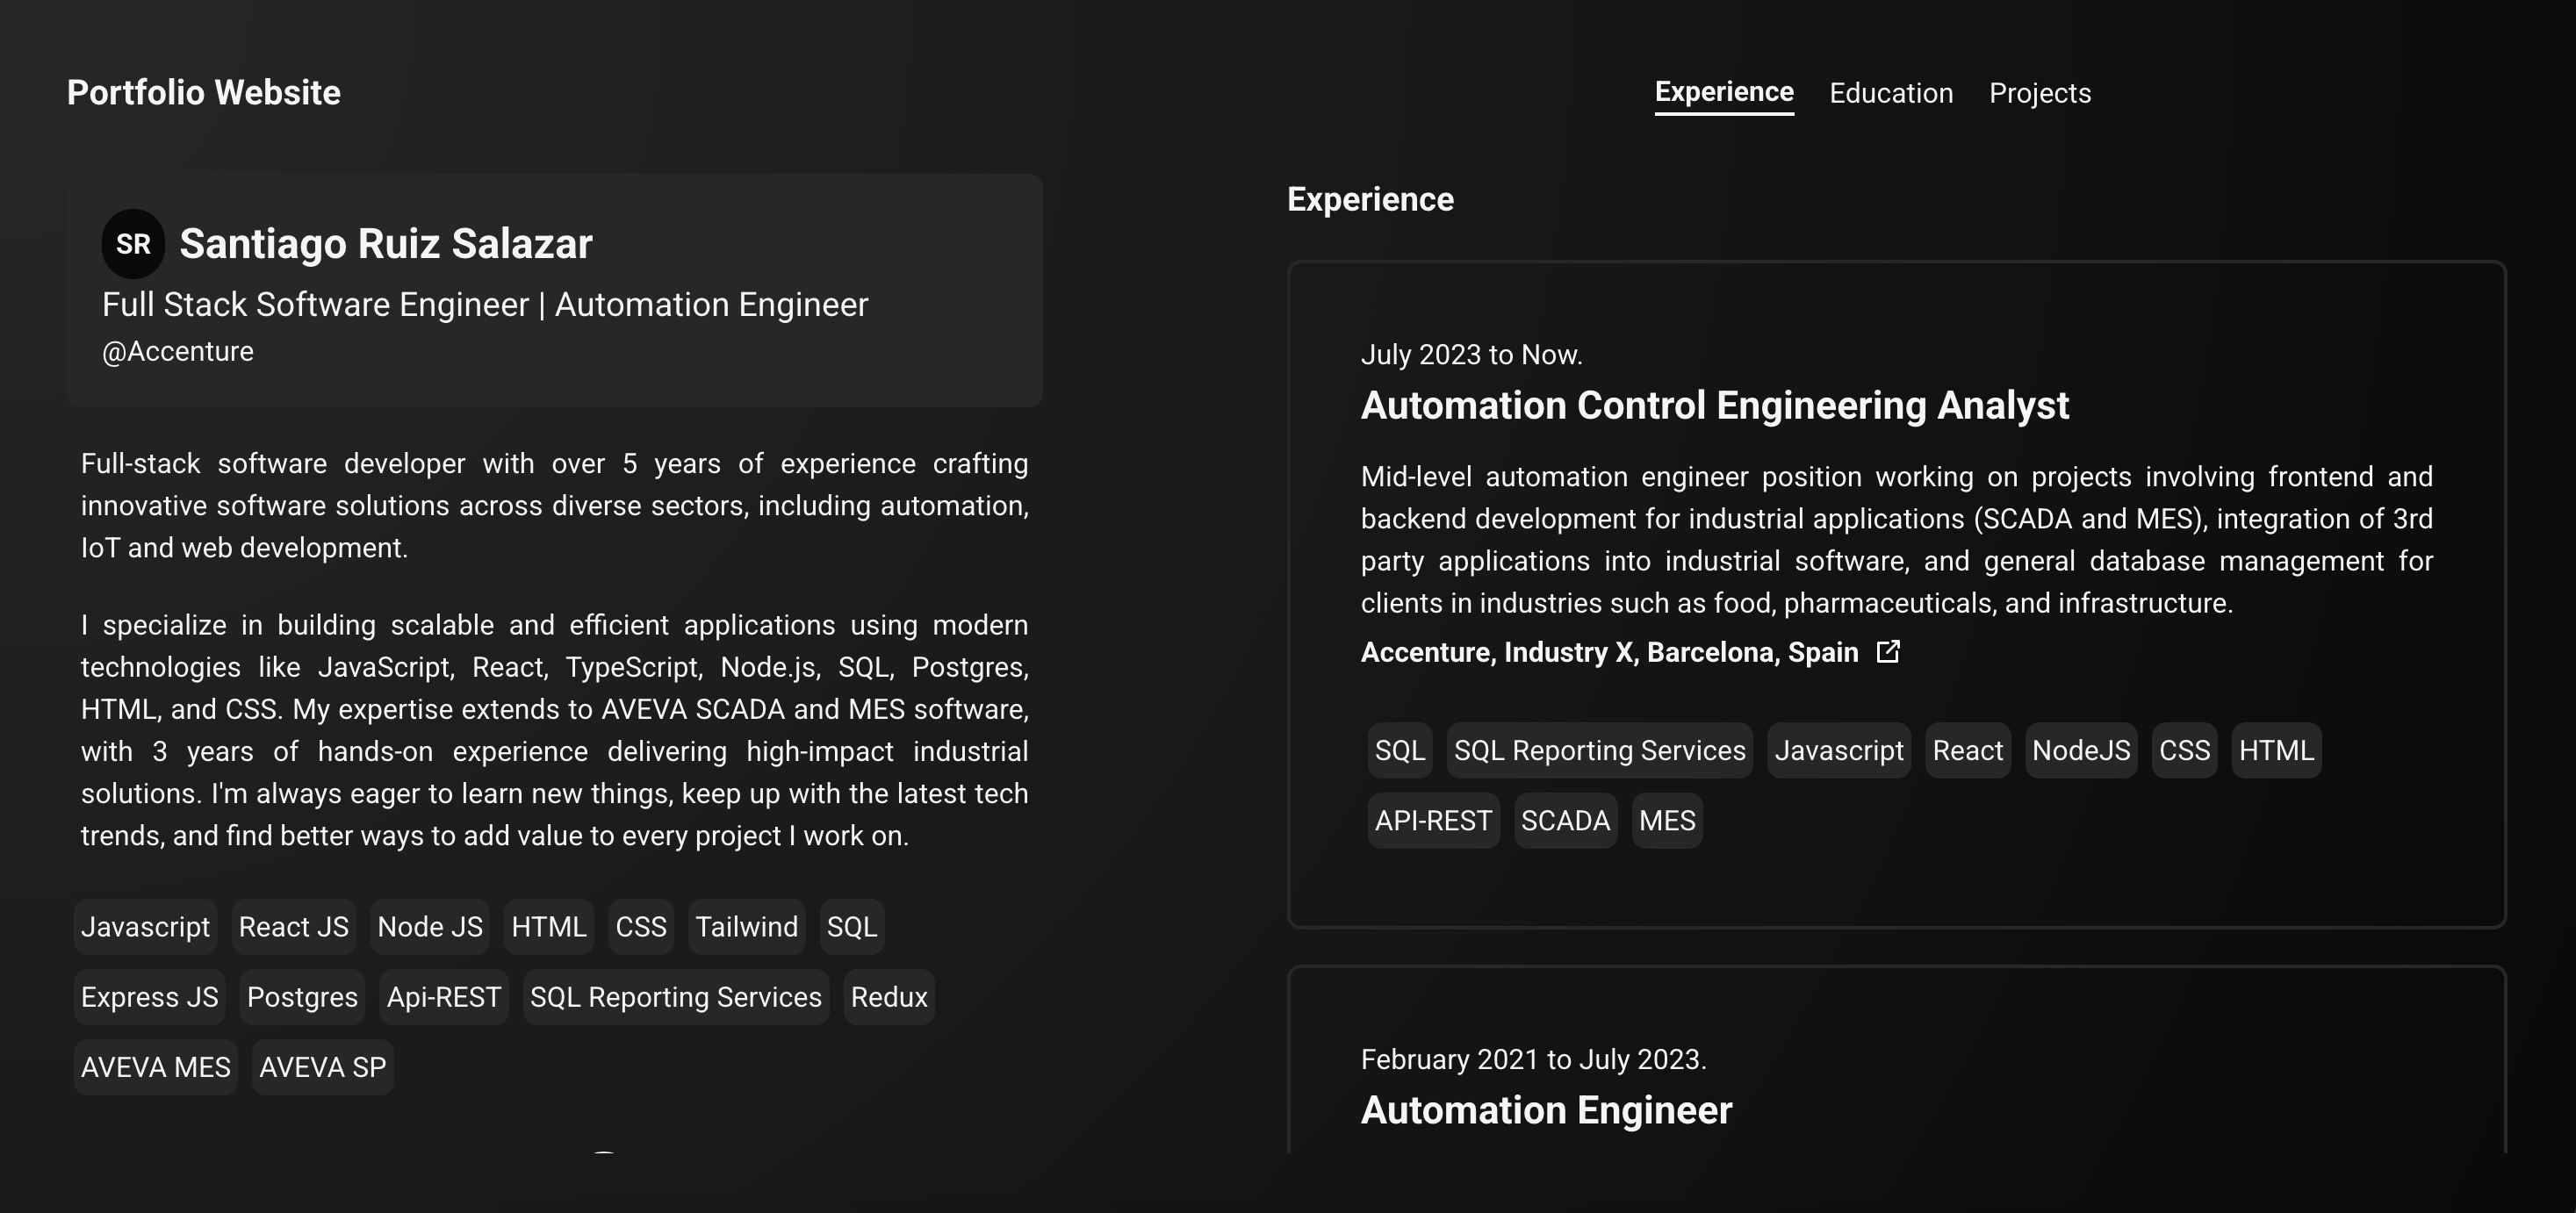 Portfolio Website
Experience Education Projects
SR Santiago Ruiz Salazar
Full Stack Software Engineer | Automation Engineer
@Accenture
Full-stack software developer with over 5 years of experience crafting
innovative software solutions across diverse sectors, including automation,
IoT and web development.
I specialize in building scalable and efficient applications using modern
technologies like JavaScript, React, TypeScript, Node.js, SQL, Postgres,
HTML, and CSS. My expertise extends to AVEVA SCADA and MES software,
with 3 years of hands-on experience delivering high-impact industrial
solutions. I'm always eager to learn new things, keep up with the latest tech
trends, and find better ways to add value to every project I work on.
Javascript React JS Node JS HTML CSS Tailwind SQL
Express JS Postgres Api-REST SQL Reporting Services Redux
AVEVA MES AVEVA SP
Experience
July 2023 to Now.
Automation Control Engineering Analyst
Mid-level automation engineer position working on projects involving frontend and
backend development for industrial applications (SCADA and MES), integration of 3rd
party applications into industrial software, and general database management for
clients in industries such as food, pharmaceuticals, and infrastructure.
Accenture, Industry X, Barcelona, Spain
SQL SQL Reporting Services Javascript React NodeJS CSS HTML
API-REST SCADA MES
February 2021 to July 2023.
Automation Engineer